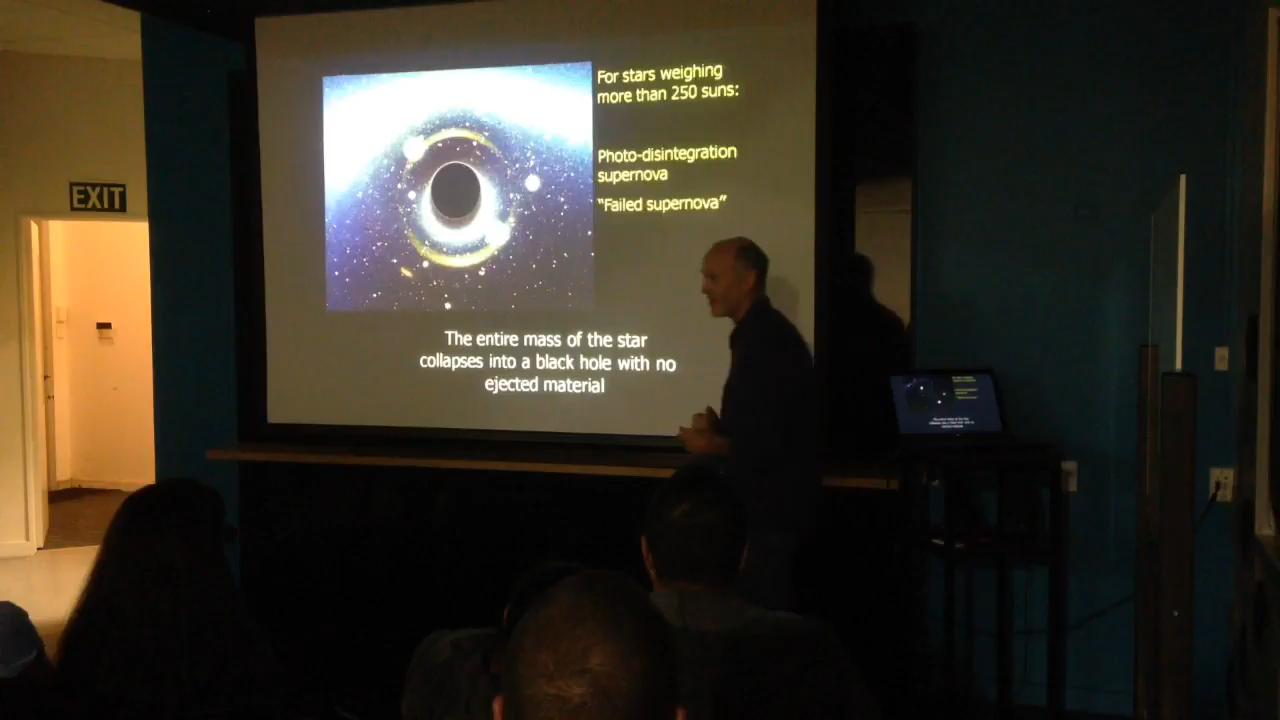 EXIT
For stars weighing
more than 250 suns:
Photo-disintegration
supernova
“Failed supernova”
The entire mass of the star
collapses into a black hole with no
ejected material